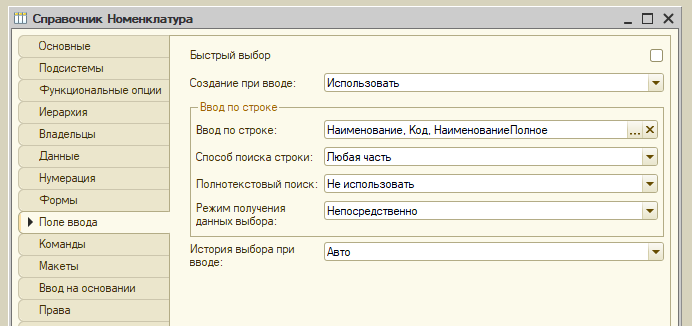 Справочник Номенклатура
Основные
Подсистемы
Функциональные опции
Иерархия
Владельцы
Данные
Нумерация
Формы
Поле ввода
Команды
Макеты
Ввод на основании
Права
Быстрый выбор
Создание при вводе: Использовать
Ввод по строке
Ввод по строке: Наименование, Код, НаименованиеПолное ...
Способ поиска строки: Любая часть
Полнотекстовый поиск: Не использовать
Режим получения
данных выбора: Непосредственно
История выбора при
вводе: Авто